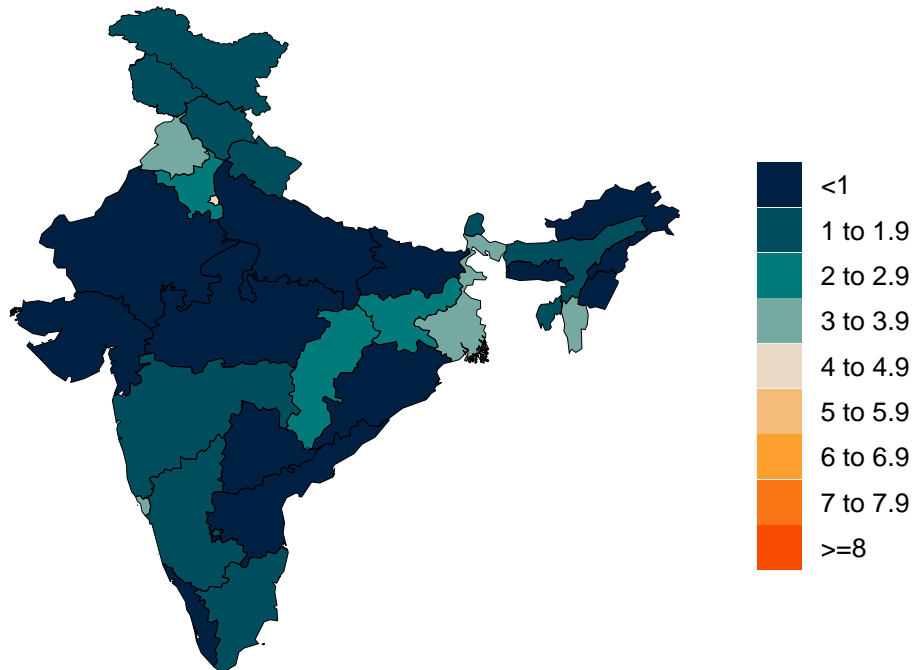 <1
1 to 1.9
2 to 2.9
3 to 3.9
4 to 4.9
5 to 5.9
6 to 6.9
7 to 7.9
>=8